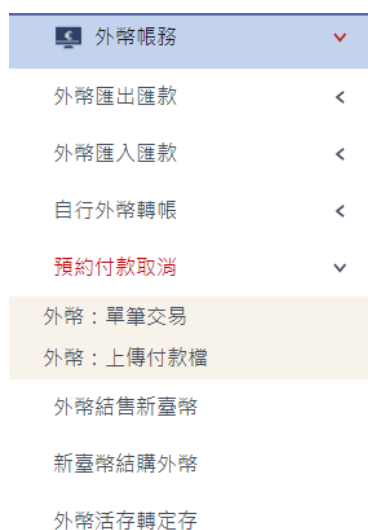 外幣帳務
外幣匯出匯款
外幣匯入匯款
自行外幣轉帳
預約付款取消
外幣：單筆交易
外幣：上傳付款檔
外幣結售新臺幣
新臺幣結購外幣
外幣活存轉定存